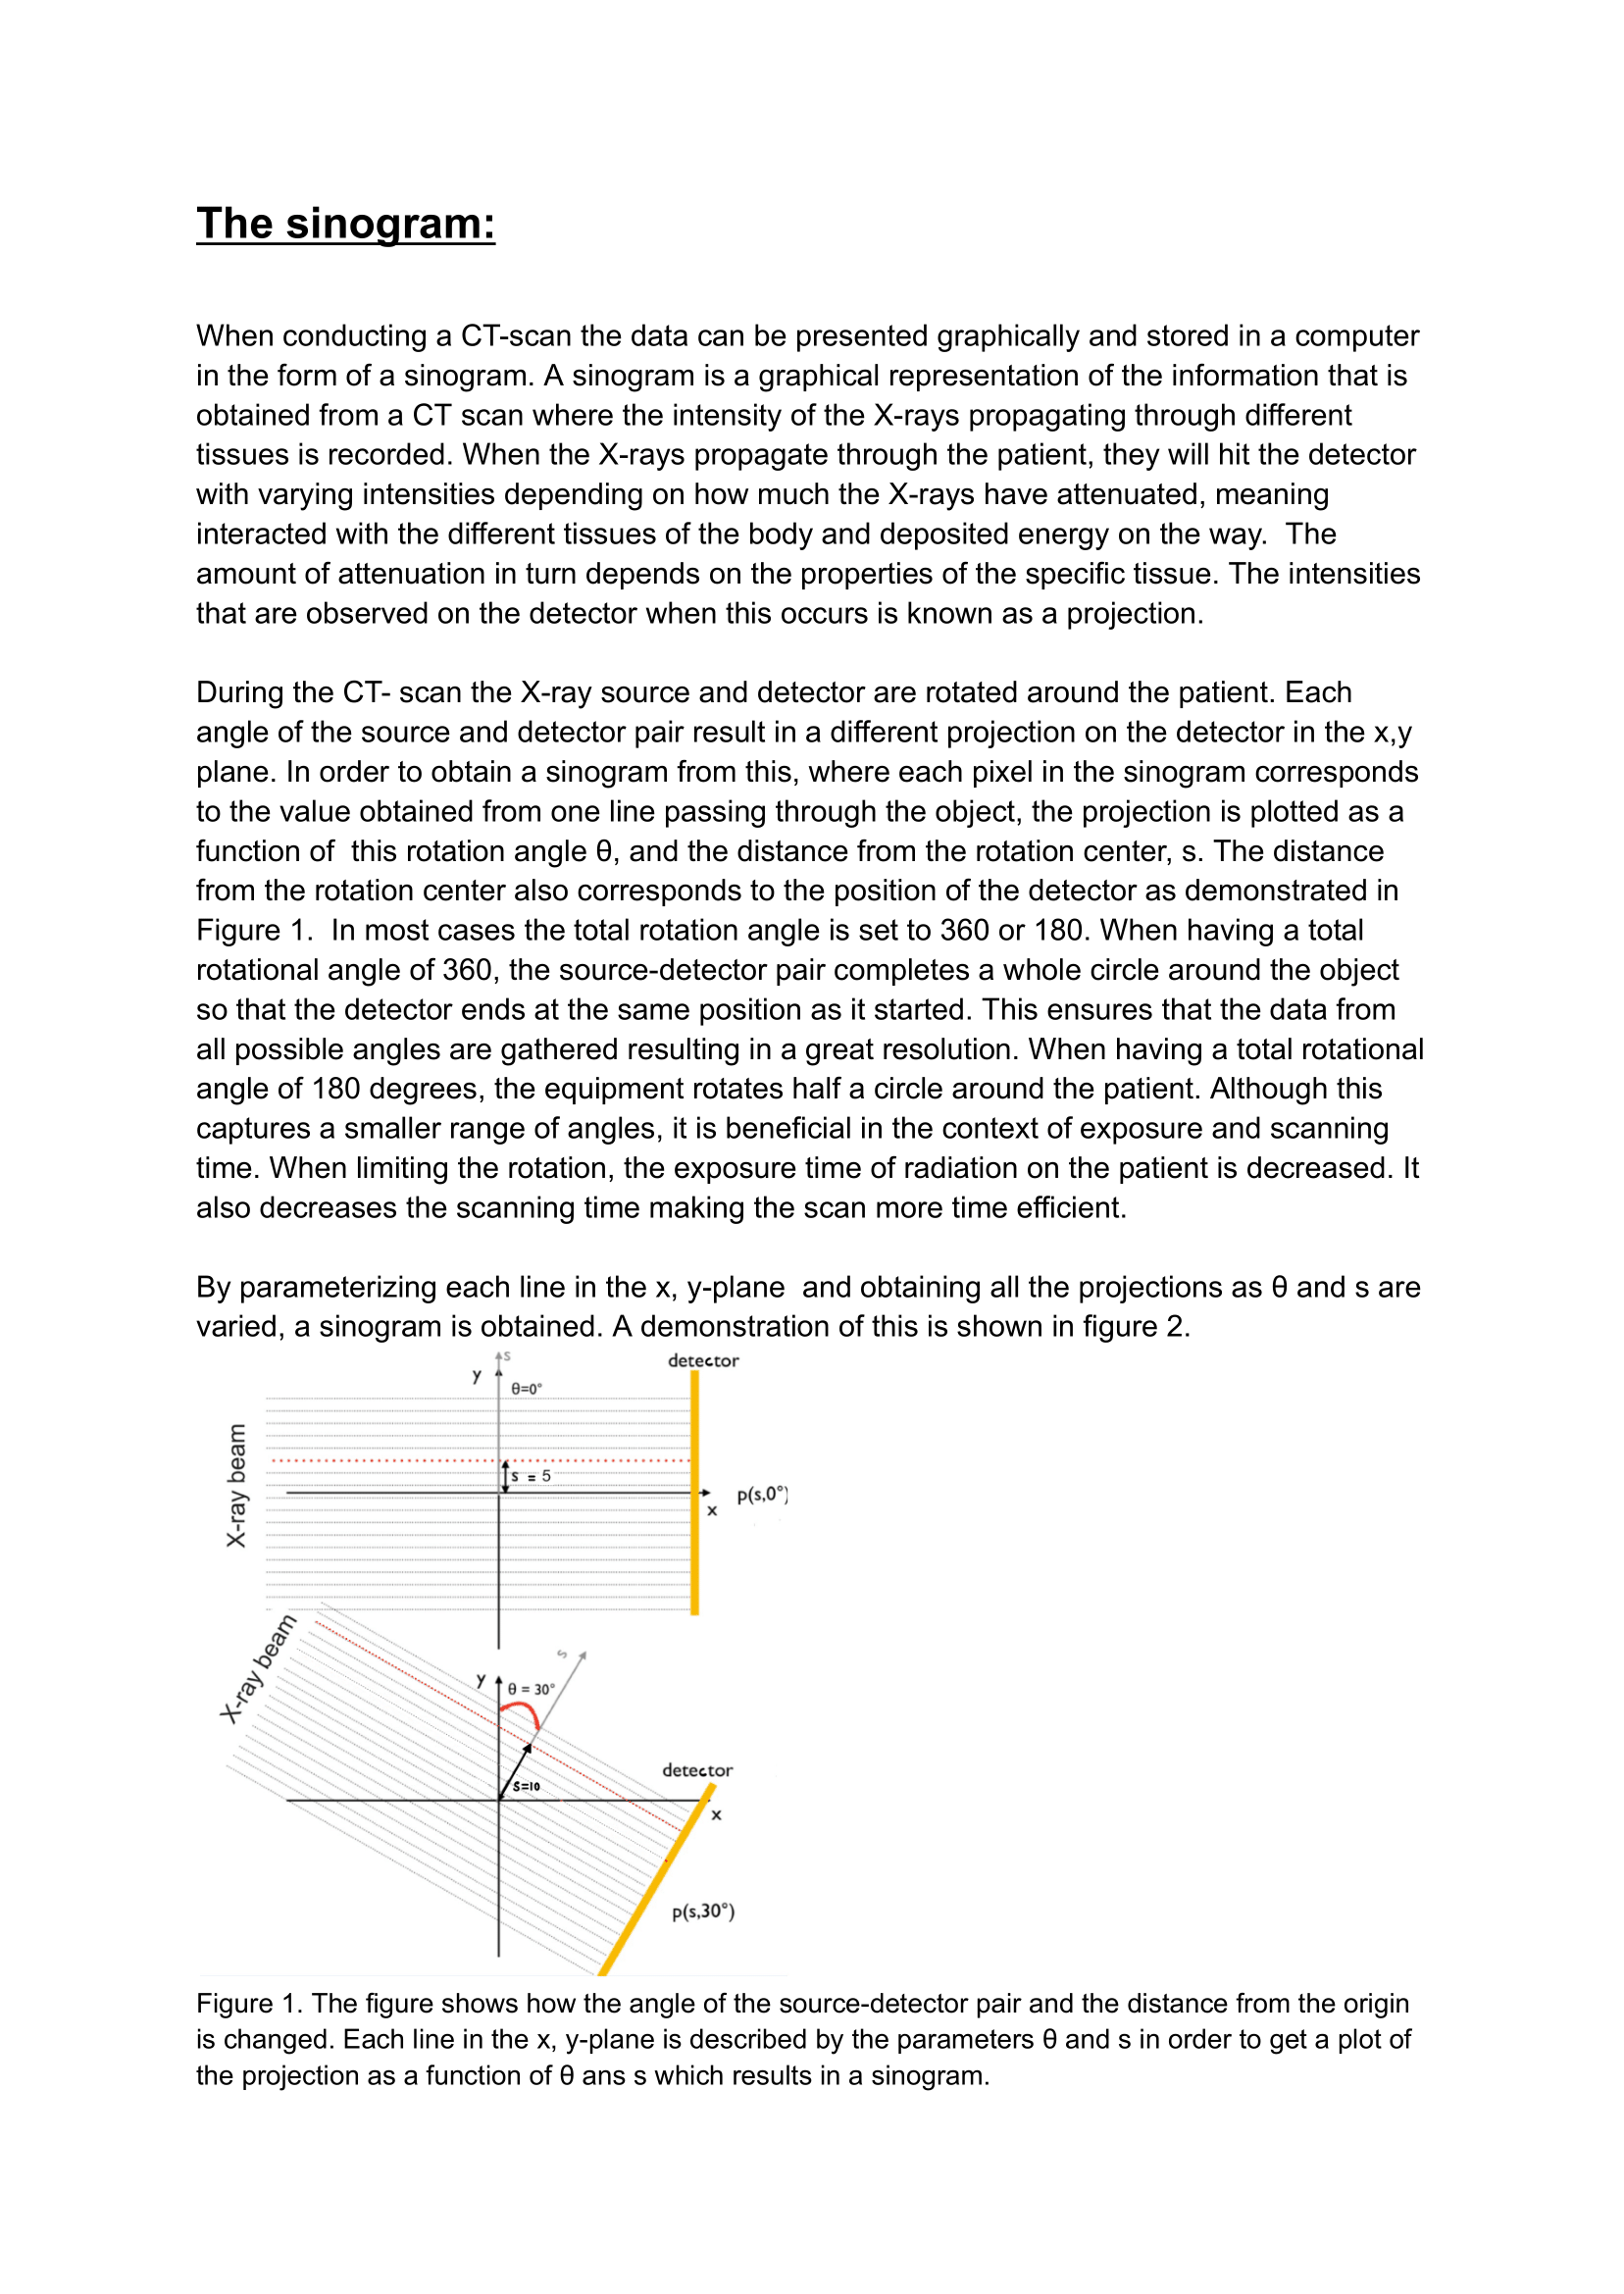 The sinogram:
When conducting a CT-scan the data can be presented graphically and stored in a computer
in the form of a sinogram. A sinogram is a graphical representation of the information that is
obtained from a CT scan where the intensity of the X-rays propagating through different
tissues is recorded. When the X-rays propagate through the patient, they will hit the detector
with varying intensities depending on how much the X-rays have attenuated, meaning
interacted with the different tissues of the body and deposited energy on the way.  The
amount of attenuation in turn depends on the properties of the specific tissue. The intensities
that are observed on the detector when this occurs is known as a projection.
During the CT- scan the X-ray source and detector are rotated around the patient. Each
angle of the source and detector pair result in a different projection on the detector in the x,y
plane. In order to obtain a sinogram from this, where each pixel in the sinogram corresponds
to the value obtained from one line passing through the object, the projection is plotted as a
function of  this rotation angle θ, and the distance from the rotation center, s. The distance
from the rotation center also corresponds to the position of the detector as demonstrated in
Figure 1.  In most cases the total rotation angle is set to 360 or 180. When having a total
rotational angle of 360, the source-detector pair completes a whole circle around the object
so that the detector ends at the same position as it started. This ensures that the data from
all possible angles are gathered resulting in a great resolution. When having a total rotational
angle of 180 degrees, the equipment rotates half a circle around the patient. Although this
captures a smaller range of angles, it is beneficial in the context of exposure and scanning
time. When limiting the rotation, the exposure time of radiation on the patient is decreased. It
also decreases the scanning time making the scan more time efficient.
By parameterizing each line in the x, y-plane  and obtaining all the projections as θ and s are
varied, a sinogram is obtained. A demonstration of this is shown in figure 2.
s
y
θ=0°
detector
X-ray beam
s = 5
p(s,0°)
x
X-ray beam
s
y
θ = 30°
detector
S=10
x
p(s,30°)
Figure 1. The figure shows how the angle of the source-detector pair and the distance from the origin
is changed. Each line in the x, y-plane is described by the parameters θ and s in order to get a plot of
the projection as a function of θ ans s which results in a sinogram.